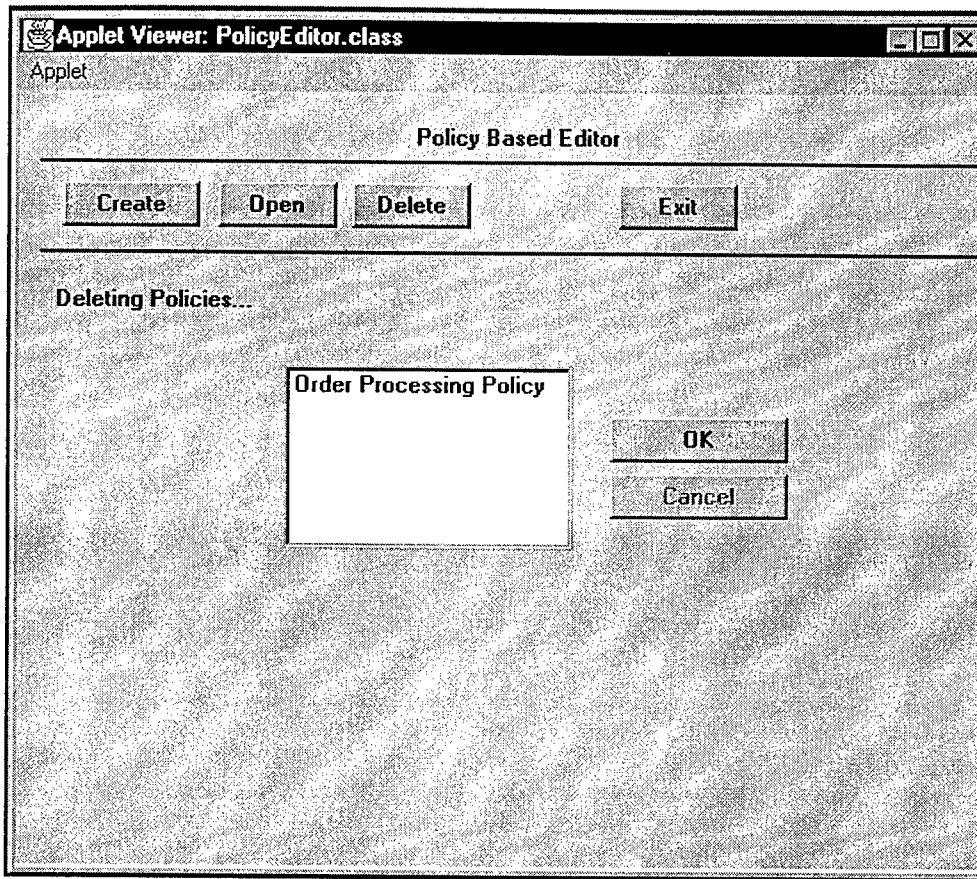 Applet Viewer: PolicyEditor.class
Applet
Policy Based Editor
Create Open Delete Exit
Deleting Policies...
Order Processing Policy
OK
Cancel